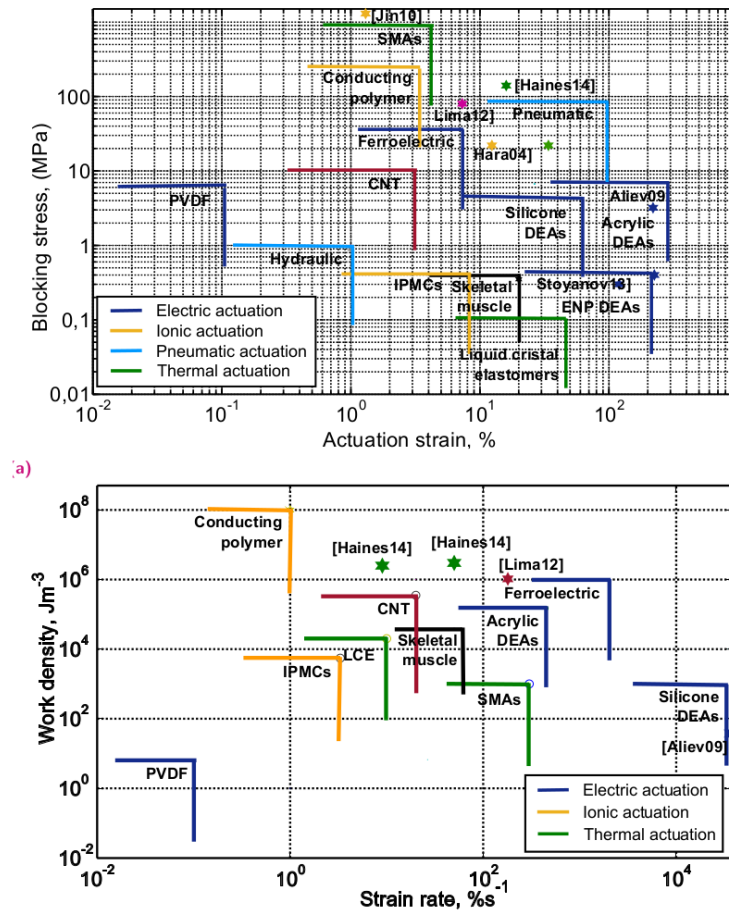 [Jin10]
SMAs
Conducting
polymer
[Haines14]
Lima12]
Pneumatic
100
Ferroelectric
Hara04]
10
CNT
PVDF
Silicone
DEAs
Aliev09
Acrylic
DEAs
1
Hydraulic
IPMCs
Skeletal
muscle
Stoyanov13]
ENP DEAs
0,1
Liquid cristal
elastomers
0,01
Blocking stress, (MPa)
Electric actuation
Ionic actuation
Pneumatic actuation
Thermal actuation
10-2
10-1
100
101
102
Actuation strain, %
(a)
108
Conducting
polymer
[Haines14]
[Haines14]
[Lima12]
106
Ferroelectric
CNT
Acrylic
DEAs
104
LCE
Skeletal
muscle
IPMCs
SMAs
Silicone
DEAs
102
[Aliev09]
PVDF
100
10-2
Work density, Jm-3
Electric actuation
Ionic actuation
Thermal actuation
10-2
100
102
104
Strain rate, %s-1